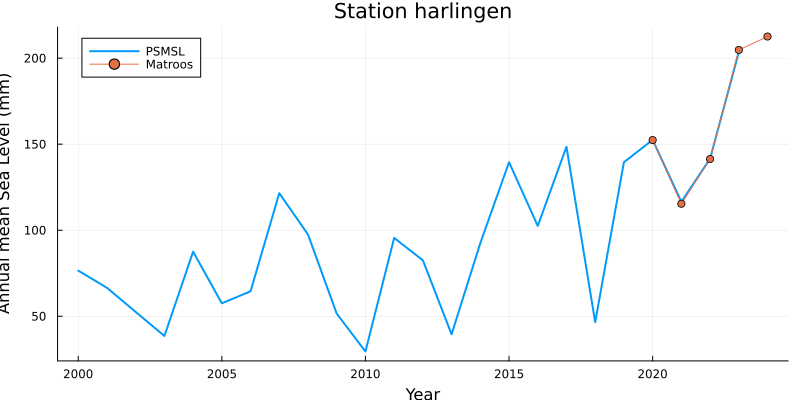 Station harlingen
PSMSL
Matroos
Annual mean Sea Level (mm)
200
150
100
50
2000 2005 2010 2015 2020
Year